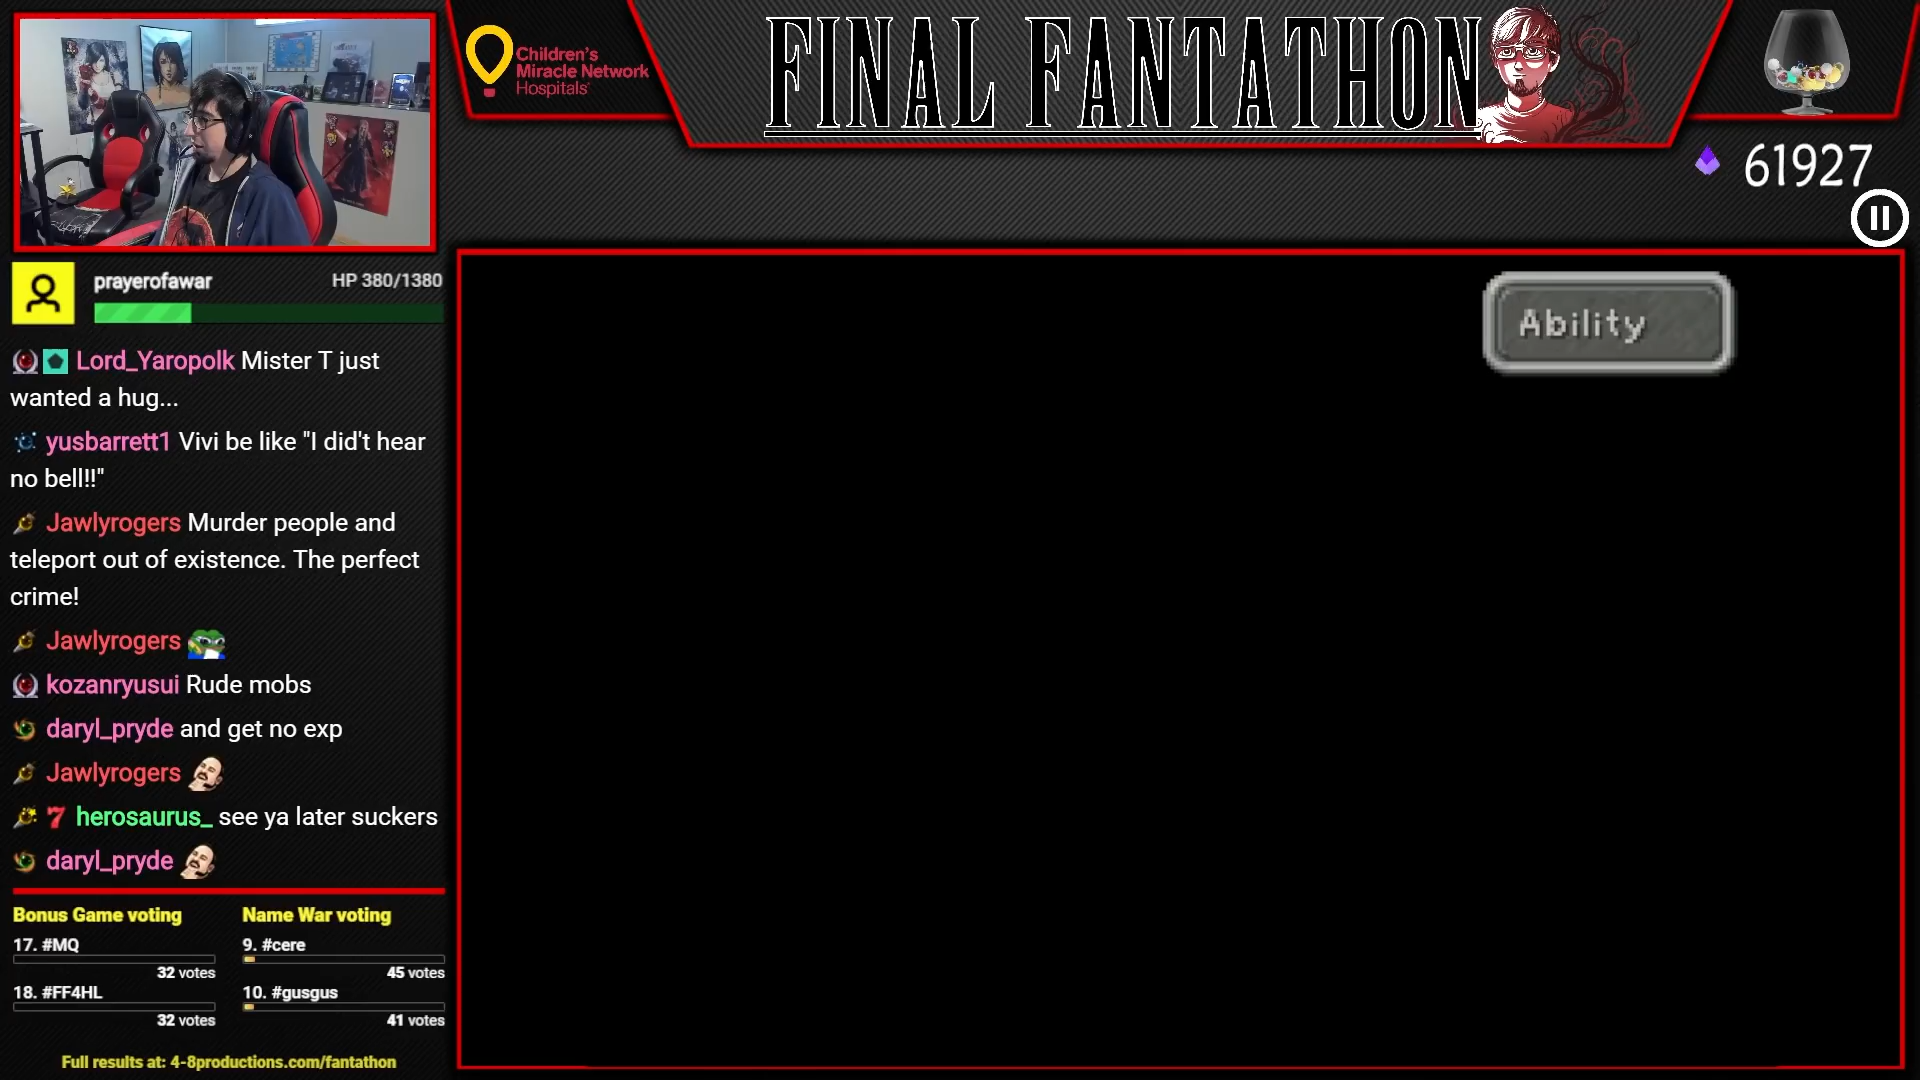 Children's
Miracle Network
Hospitals
FINAL FANTATHON
61927
prayerofawar HP 380/1380
Lord_Yaropolk Mister T just
wanted a hug...
yusbarrett1 Vivi be like "I did't hear
no bell!!"
Jawlyrogers Murder people and
teleport out of existence. The perfect
crime!
Jawlyrogers
kozanryusui Rude mobs
daryl_pryde and get no exp
Jawlyrogers
7 herosaurus_ see ya later suckers
daryl_pryde
Ability
Bonus Game voting
17. #MQ
32 votes
18. #FF4HL
32 votes
Name War voting
9. #cere
45 votes
10. #gusgus
41 votes
Full results at: 4-8productions.com/fantathon